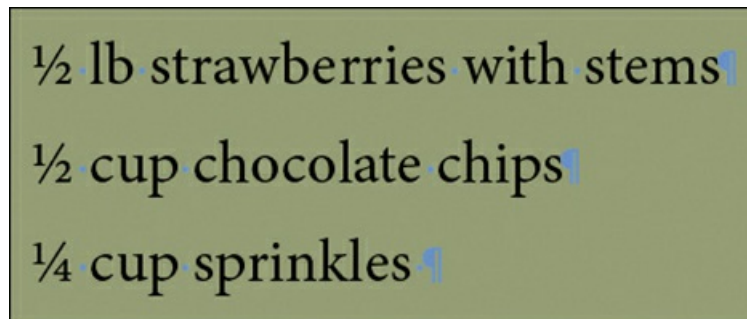 ½ lb strawberries with stems¶
½ cup chocolate chips¶
¼ cup sprinkles ¶